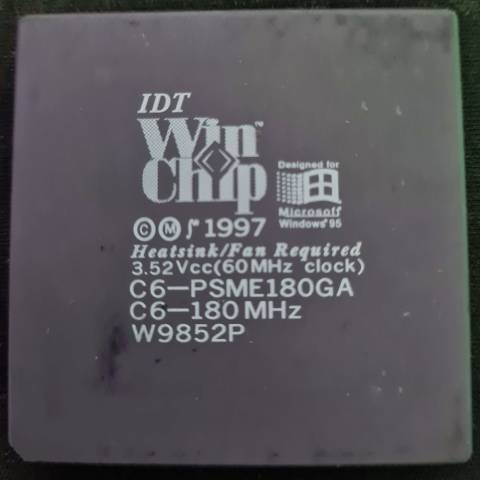 IDT
Win™
Chip
Designed for
Microsoft
Windows®95
©Ⓜ∫ 1997
Heatsink/Fan Required
3.52Vcc(60MHz clock)
C6-PSME180GA
C6-180MHz
W9852P